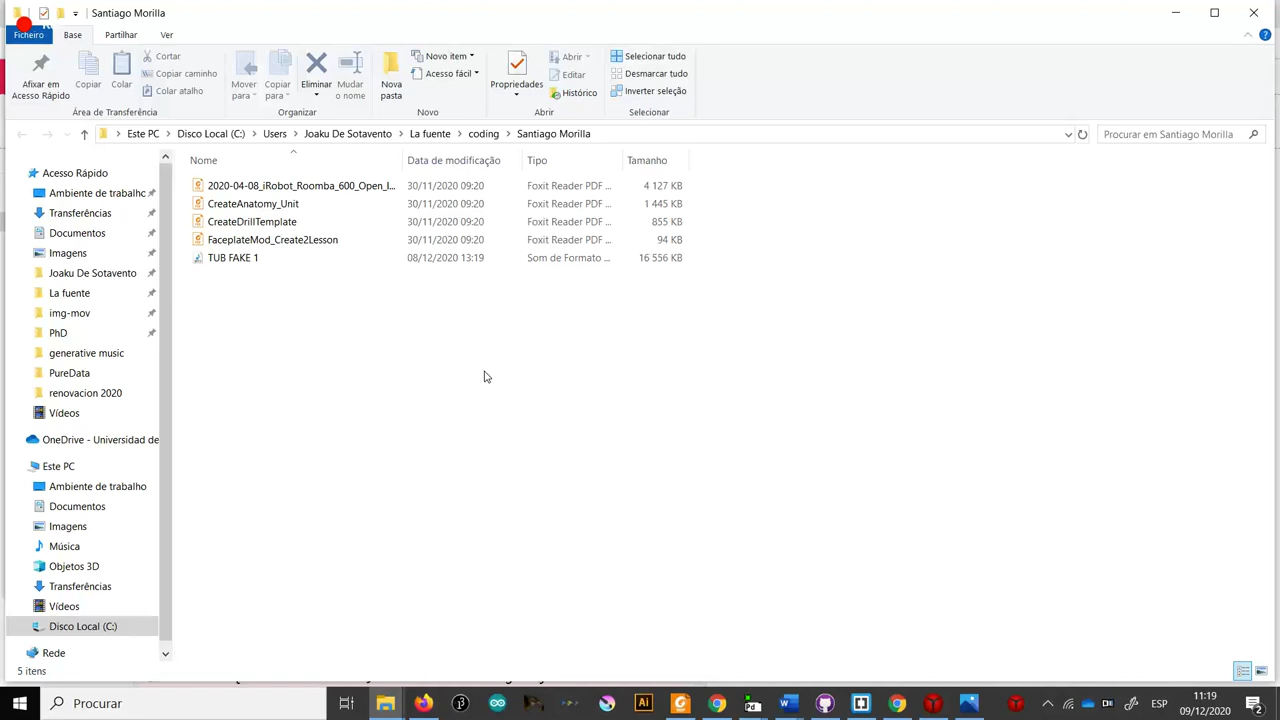 Santiago Morilla
Ficheiro Base Partilhar Ver
Afixar em Acesso Rápido
Copiar
Colar
Cortar
Copiar caminho
Colar atalho
Área de Transferência
Mover para
Copiar para
Eliminar
Mudar o nome
Organizar
Nova pasta
Novo item
Acesso fácil
Novo
Propriedades
Abrir
Editar
Histórico
Abrir
Selecionar tudo
Desmarcar tudo
Inverter seleção
Selecionar
Este PC > Disco Local (C:) > Users > Joaku De Sotavento > La fuente > coding > Santiago Morilla
Procurar em Santiago Morilla
Acesso Rápido
Ambiente de trabalhc
Transferências
Documentos
Imagens
Joaku De Sotavento
La fuente
img-mov
PhD
generative music
PureData
renovacion 2020
Vídeos
OneDrive - Universidad de
Este PC
Ambiente de trabalho
Documentos
Imagens
Música
Objetos 3D
Transferências
Vídeos
Disco Local (C:)
Rede
Nome Data de modificação Tipo Tamanho
2020-04-08_iRobot_Roomba_600_Open_I... 30/11/2020 09:20 Foxit Reader PDF ... 4 127 KB
CreateAnatomy_Unit 30/11/2020 09:20 Foxit Reader PDF ... 1 445 KB
CreateDrillTemplate 30/11/2020 09:20 Foxit Reader PDF ... 855 KB
FaceplateMod_Create2Lesson 30/11/2020 09:20 Foxit Reader PDF ... 94 KB
TUB FAKE 1 08/12/2020 13:19 Som de Formato ... 16 556 KB
5 itens
Procurar
Ai
Pd
ESP
11:19
09/12/2020
2